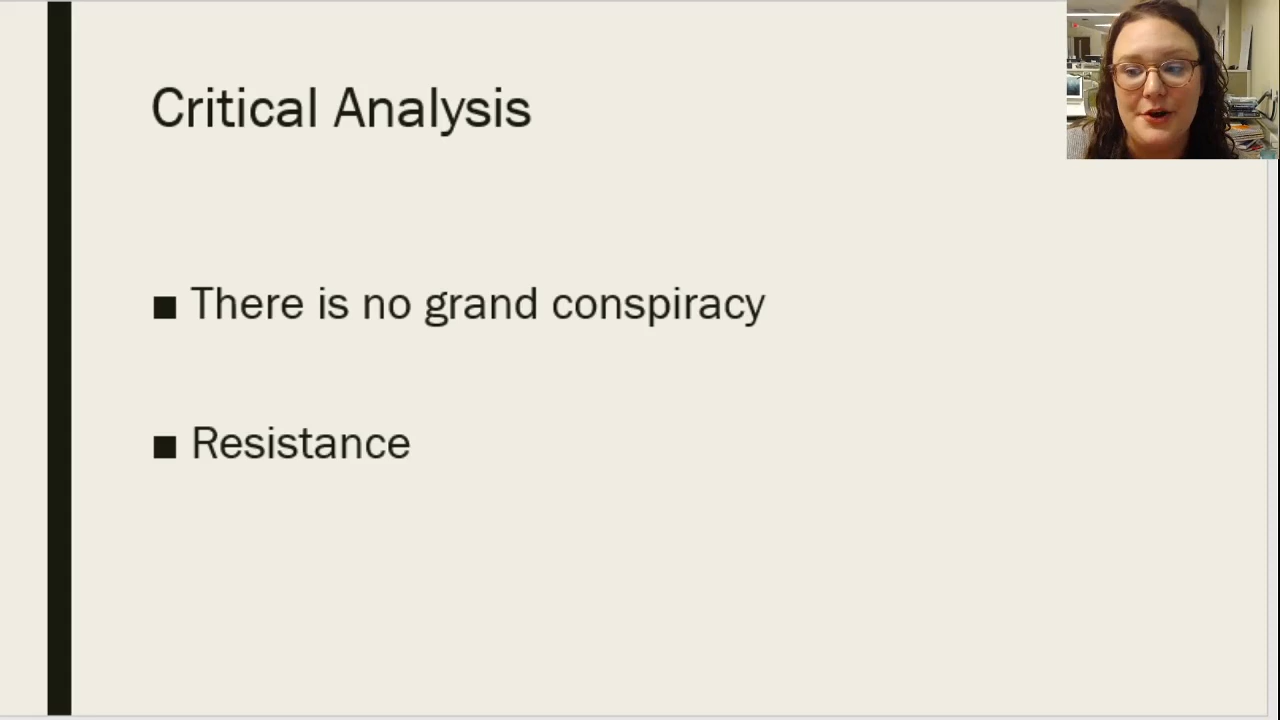 Critical Analysis
■ There is no grand conspiracy
■ Resistance